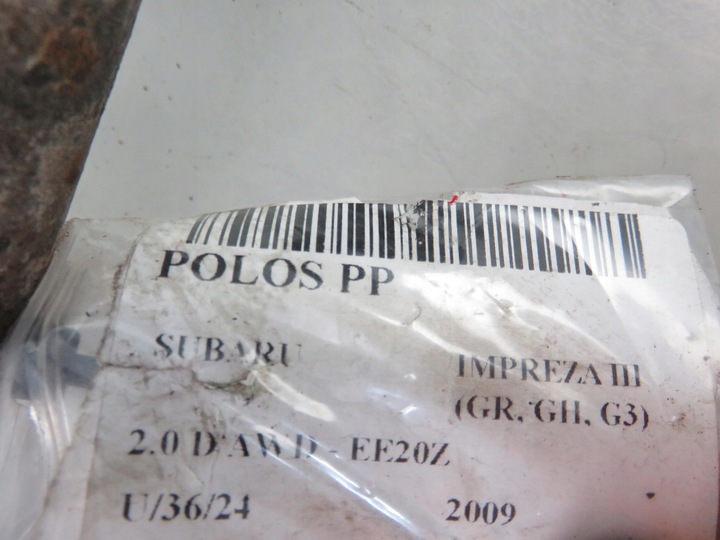 POLOS PP
SUBARU IMPREZA III
(GR, GH, G3)
2.0 D AWD - EE20Z
U/36/24 2009